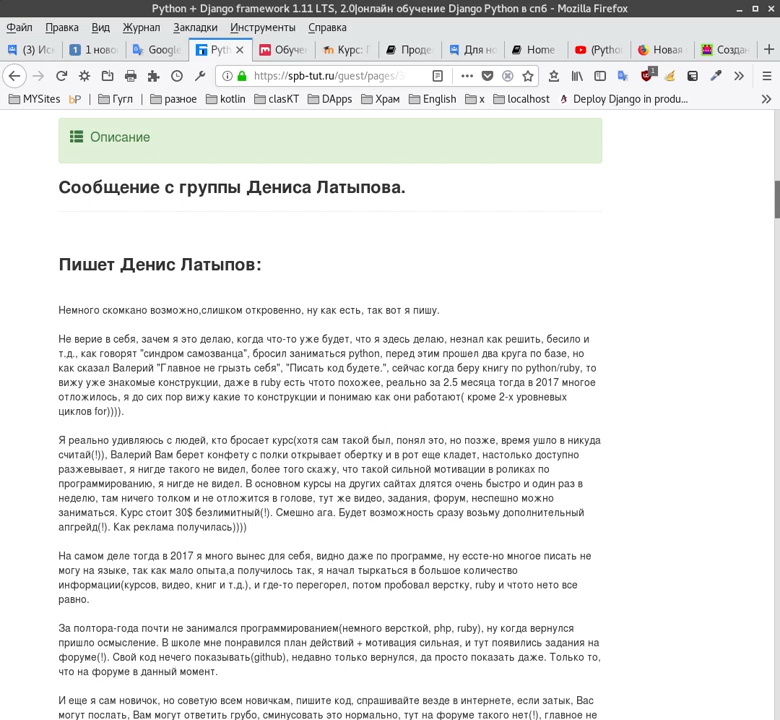 Python + Django framework 1.11 LTS, 2.0|онлайн обучение Django Python в спб - Mozilla Firefox
Файл Правка Вид Журнал Закладки Инструменты Справка
(3) Ис
1 ново
Google
Pyth
Обуче
Курс: Г
Проде
Для но
Home
(Pytho
Новая
Создан
https://spb-tut.ru/guest/pages/3
1
MYSites
Гугл
разное
kotlin
clasKT
DApps
Храм
English
x
localhost
Deploy Django in produ...
Описание
Сообщение с группы Дениса Латыпова.
Пишет Денис Латыпов:
Немного скомкано возможно,слишком откровенно, ну как есть, так вот я пишу.
Не верие в себя, зачем я это делаю, когда что-то уже будет, что я здесь делаю, незнал как решить, бесило и
т.д., как говорят "синдром самозванца", бросил заниматься python, перед этим прошел два круга по базе, но
как сказал Валерий "Главное не грызть себя", "Писать код будете.", сейчас когда беру книгу по python/ruby, то
вижу уже знакомые конструкции, даже в ruby есть чтото похожее, реально за 2.5 месяца тогда в 2017 многое
отложилось, я до сих пор вижу какие то конструкции и понимаю как они работают( кроме 2-х уровневых
циклов for)))).
Я реально удивляюсь с людей, кто бросает курс(хотя сам такой был, понял это, но позже, время ушло в никуда
считай(!)), Валерий Вам берет конфету с полки открывает обертку и в рот еще кладет, настолько доступно
разжевывает, я нигде такого не видел, более того скажу, что такой сильной мотивации в роликах по
программированию, я нигде не видел. В основном курсы на других сайтах длятся очень быстро и один раз в
неделю, там ничего толком и не отложится в голове, тут же видео, задания, форум, неспешно можно
заниматься. Курс стоит 30$ безлимитный(!). Смешно ага. Будет возможность сразу возьму дополнительный
апгрейд(!). Как реклама получилась))))
На самом деле тогда в 2017 я много вынес для себя, видно даже по программе, ну ессте-но многое писать не
могу на языке, так как мало опыта,а получилось так, я начал тыркаться в большое количество
информации(курсов, видео, книг и т.д.), и где-то перегорел, потом пробовал верстку, ruby и чтото нето все
равно.
За полтора-года почти не занимался программированием(немного версткой, php, ruby), ну когда вернулся
пришло осмысление. В школе мне понравился план действий + мотивация сильная, и тут появились задания на
форуме(!). Свой код нечего показывать(github), недавно только вернулся, да просто показать даже. Только то,
что на форуме в данный момент.
И еще я сам новичок, но советую всем новичкам, пишите код, спрашивайте везде в интернете, если затык, Вас
могут послать, Вам могут ответить грубо, сминусовать это нормально, тут на форуме такого нет(!), главное не